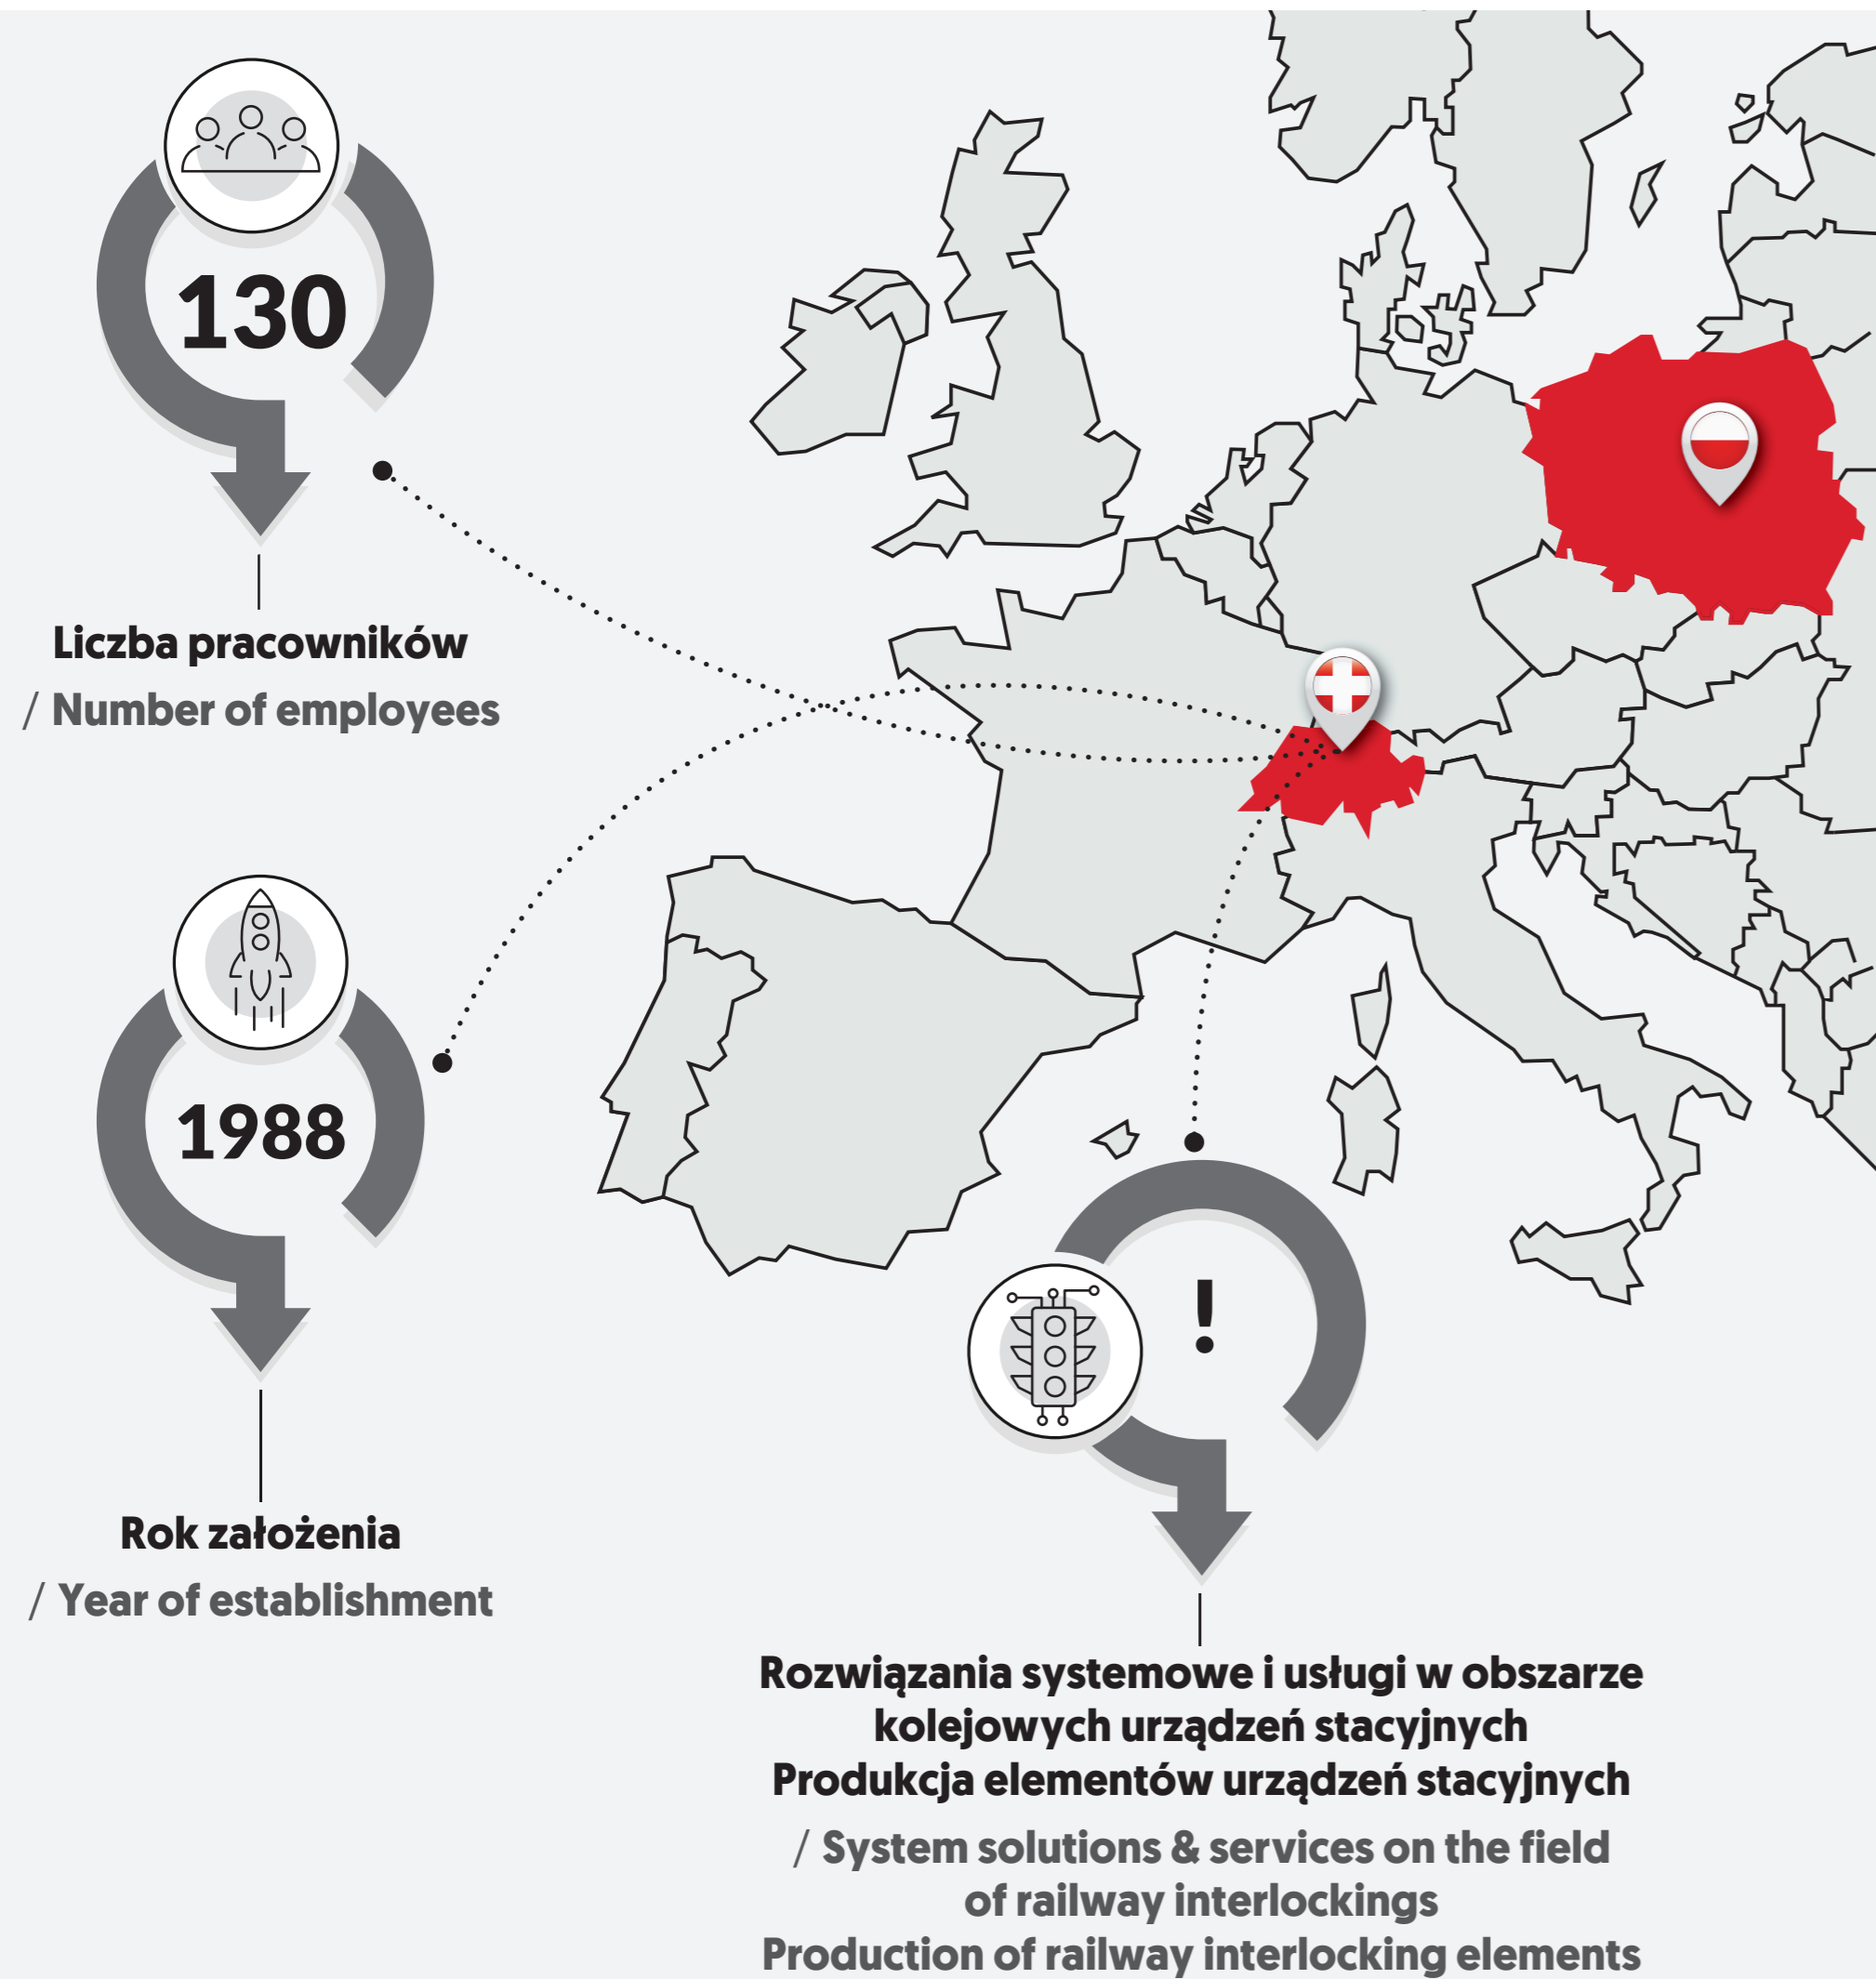 130
Liczba pracowników
/ Number of employees
1988
Rok założenia
/ Year of establishment
!
Rozwiązania systemowe i usługi w obszarze
kolejowych urządzeń stacyjnych
Produkcja elementów urządzeń stacyjnych
/ System solutions & services on the field
of railway interlockings
Production of railway interlocking elements